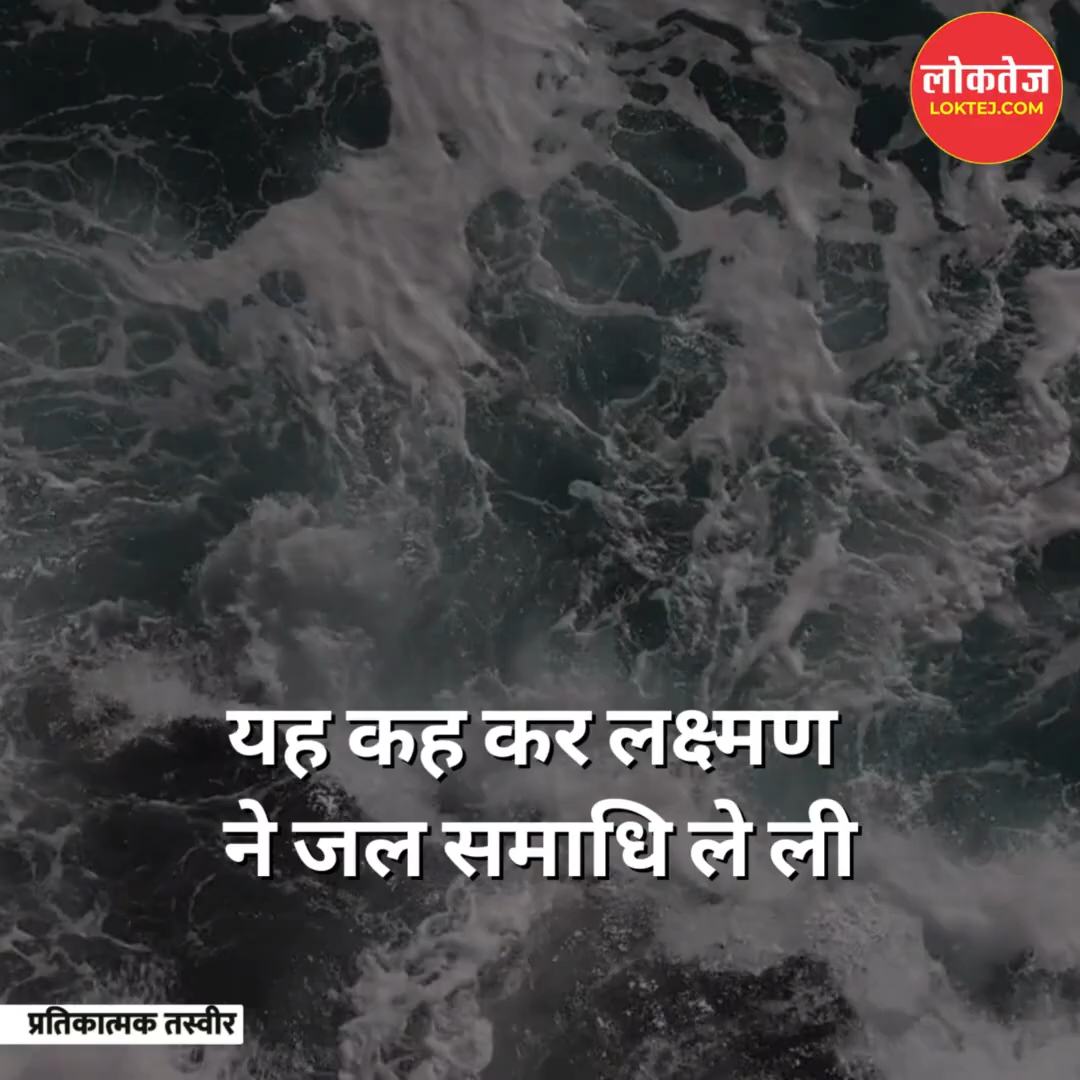 लोकतेज
LOKTEJ.COM
यह कह कर लक्ष्मण
ने जल समाधि ले ली
प्रतिकात्मक तस्वीर